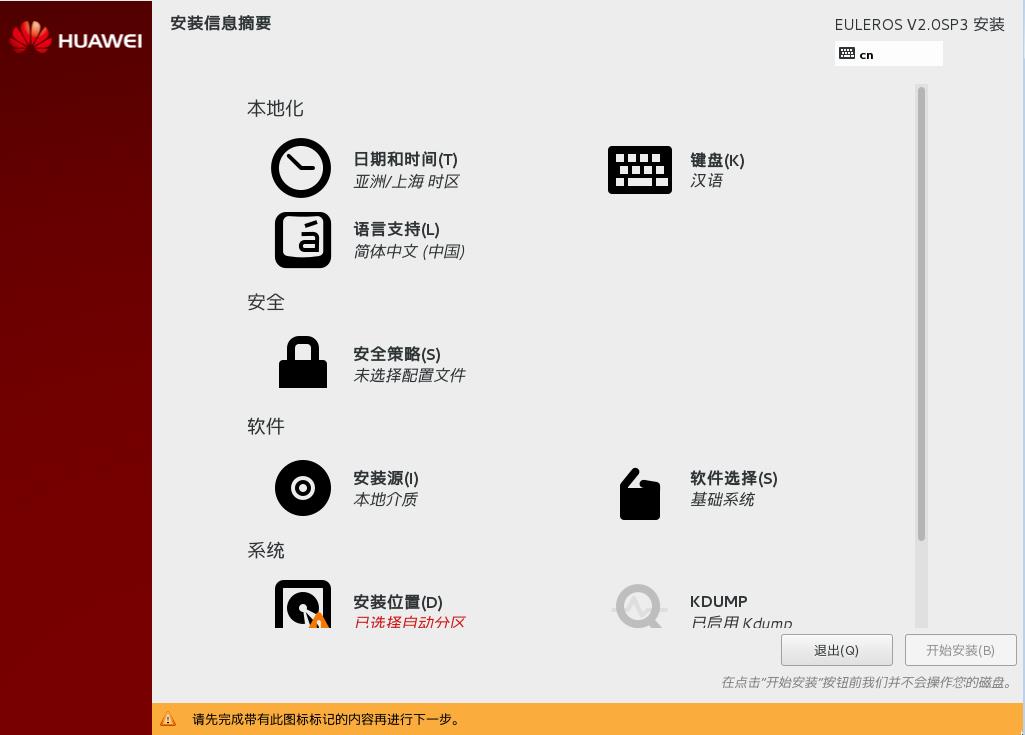 HUAWEI
安装信息摘要
EULEROS V2.0SP3 安装
cn
本地化
日期和时间(T)
亚洲/上海 时区
键盘(K)
汉语
语言支持(L)
简体中文 (中国)
安全
安全策略(S)
未选择配置文件
软件
安装源(I)
本地介质
软件选择(S)
基础系统
系统
安装位置(D)
已选择自动分区
KDUMP
已启用 Kdump
退出(Q)
开始安装(B)
在点击“开始安装”按钮前我们并不会操作您的磁盘。
请先完成带有此图标标记的内容再进行下一步。